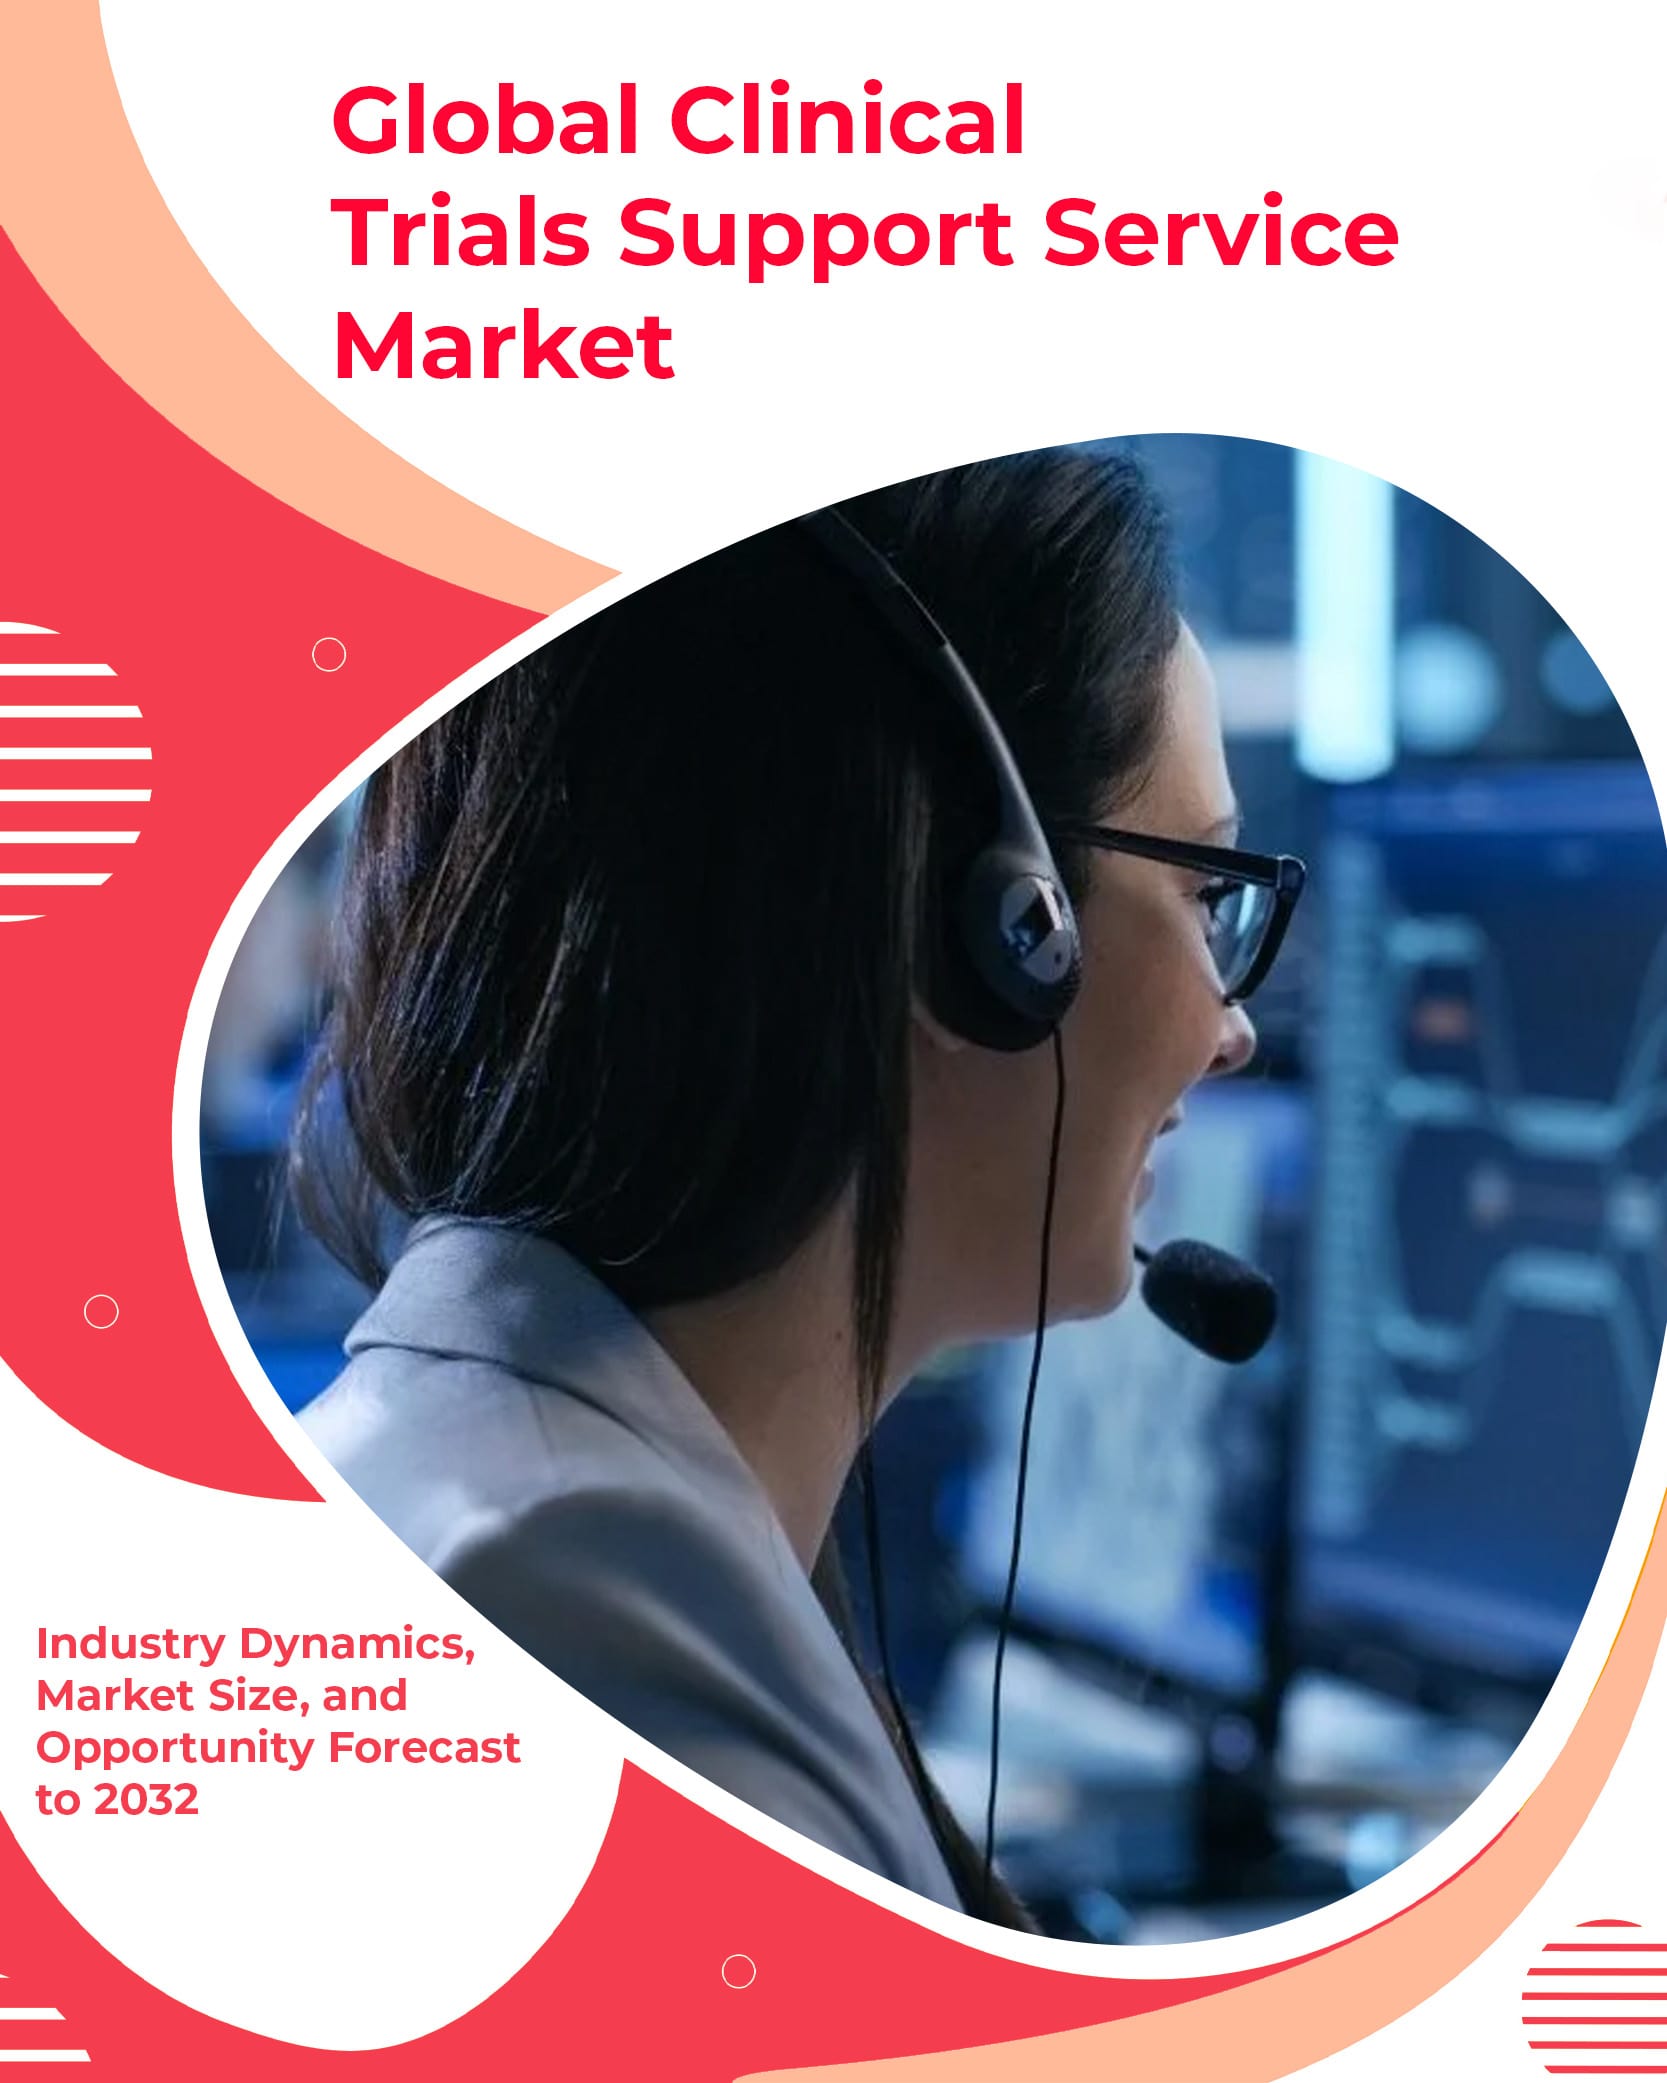 Global Clinical
Trials Support Service
Market
Industry Dynamics,
Market Size, and
Opportunity Forecast
to 2032